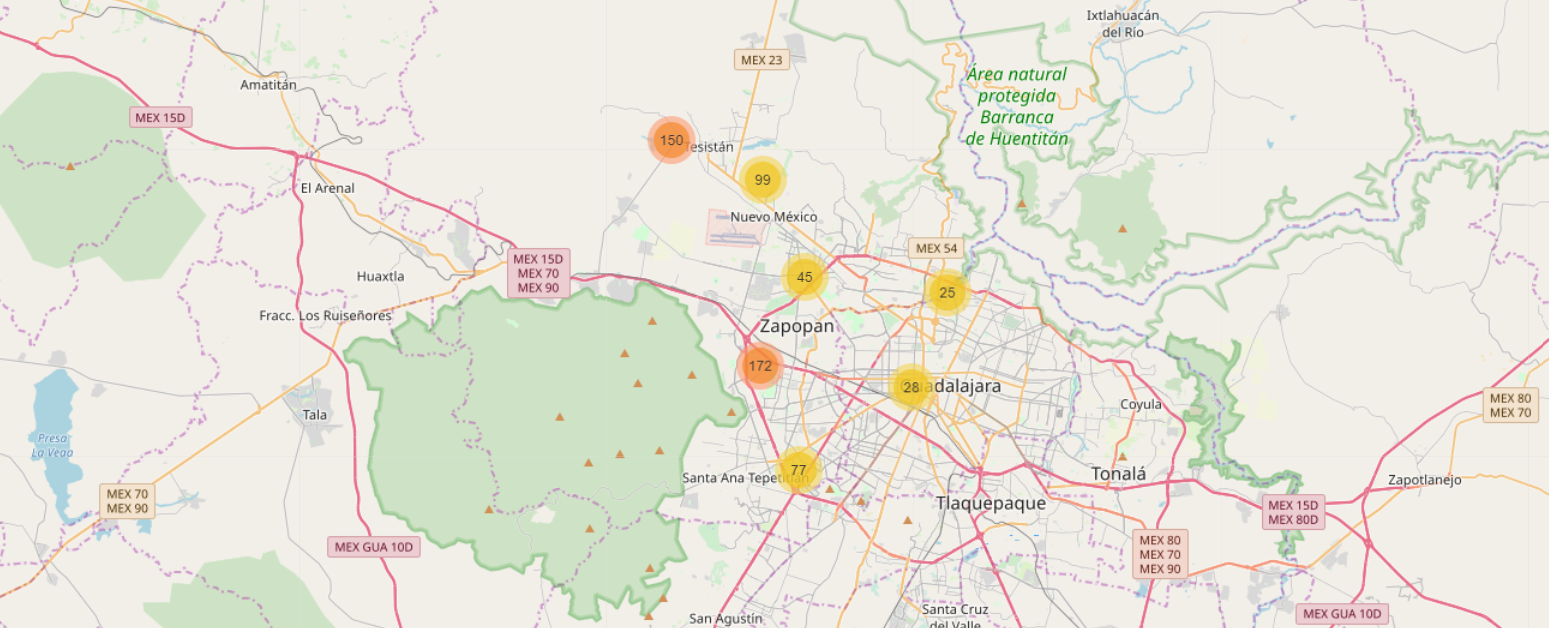 Ixtlahuacán
del Río
MEX 23
Área natural
protegida
Barranca
de Huentitán
Amatitán
MEX 15D
150
esistán
99
El Arenal
Nuevo México
MEX 54
MEX 15D
MEX 70
MEX 90
Huaxtla
45
25
Fracc. Los Ruiseñores
Zapopan
172
28
adalajara
Coyula
MEX 80
MEX 70
Tala
Presa
La Vega
77
Santa Ana Tepetitlán
Tonalá
Zapotlanejo
MEX 70
MEX 90
Tlaquepaque
MEX 15D
MEX 80D
MEX GUA 10D
MEX 80
MEX 70
MEX 90
San Agustín
Santa Cruz
del Valle
MEX GUA 10D